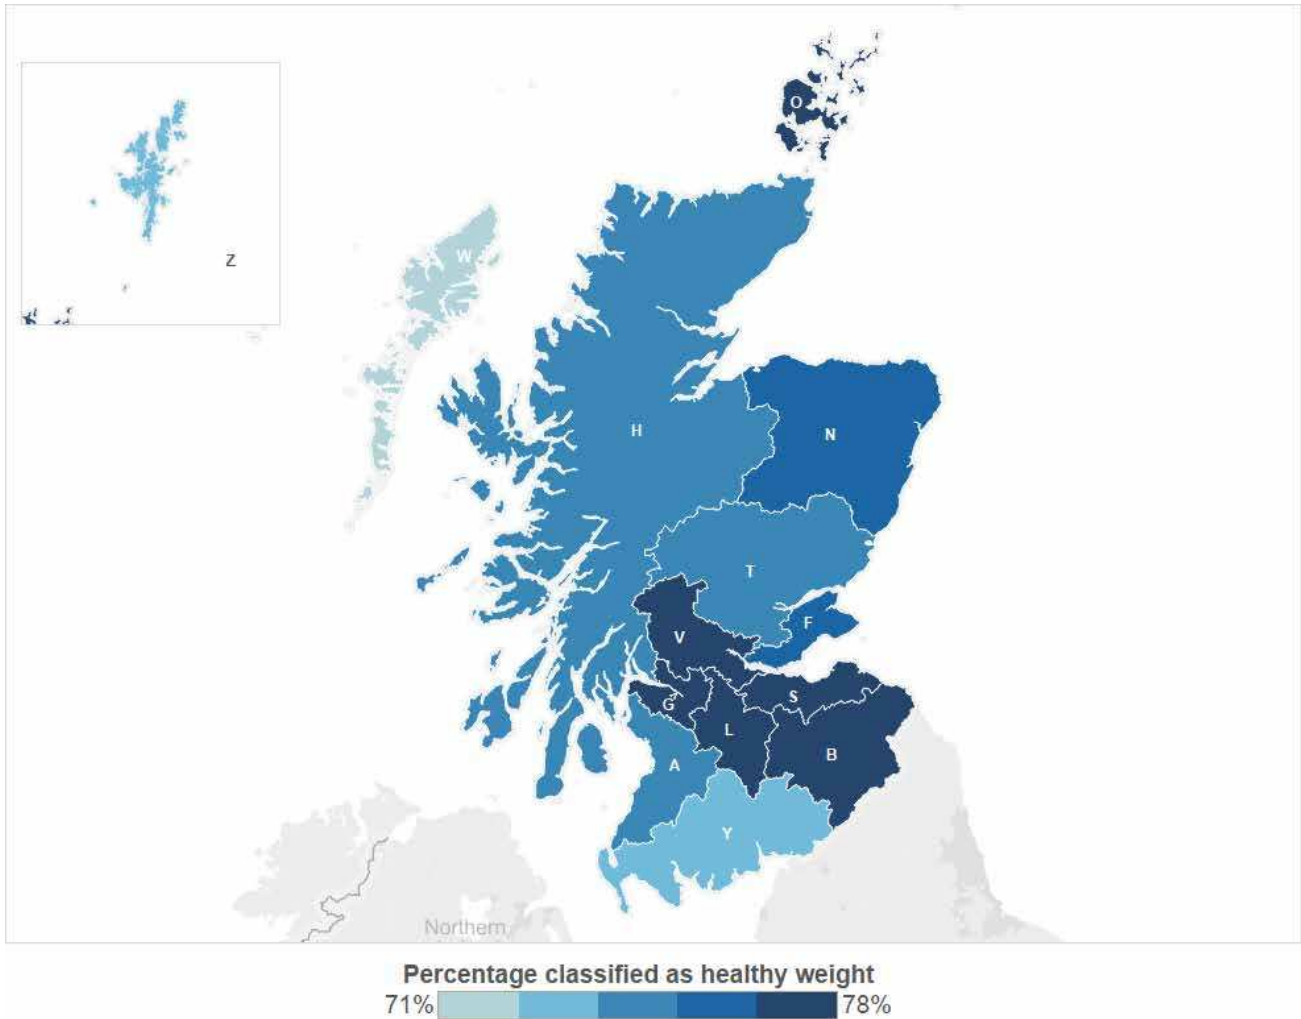 O
W
Z
H
N
T
F
V
S
G
L
B
A
Y
Northern
Percentage classified as healthy weight
71% 78%